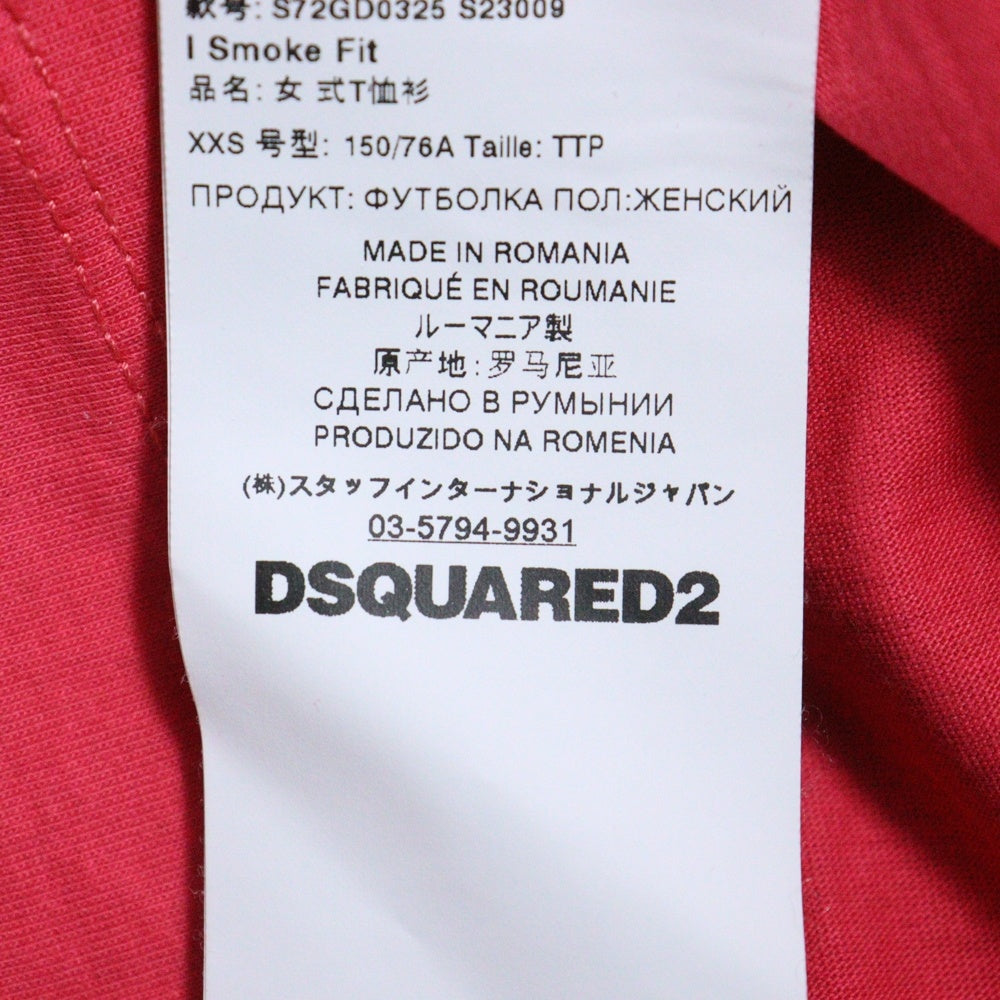 款号: S72GD0325 S23009
I Smoke Fit
品名: 女 式T恤衫
XXS 号型: 150/76A Taille: TTP
ПРОДУКТ: ФУТБОЛКА ПОЛ:ЖЕНСКИЙ
MADE IN ROMANIA
FABRIQUÉ EN ROUMANIE
ルーマニア製
原产地: 罗马尼亚
СДЕЛАНО В РУМЫНИИ
PRODUZIDO NA ROMENIA
(株)スタッフインターナショナルジャパン
03-5794-9931
DSQUARED2